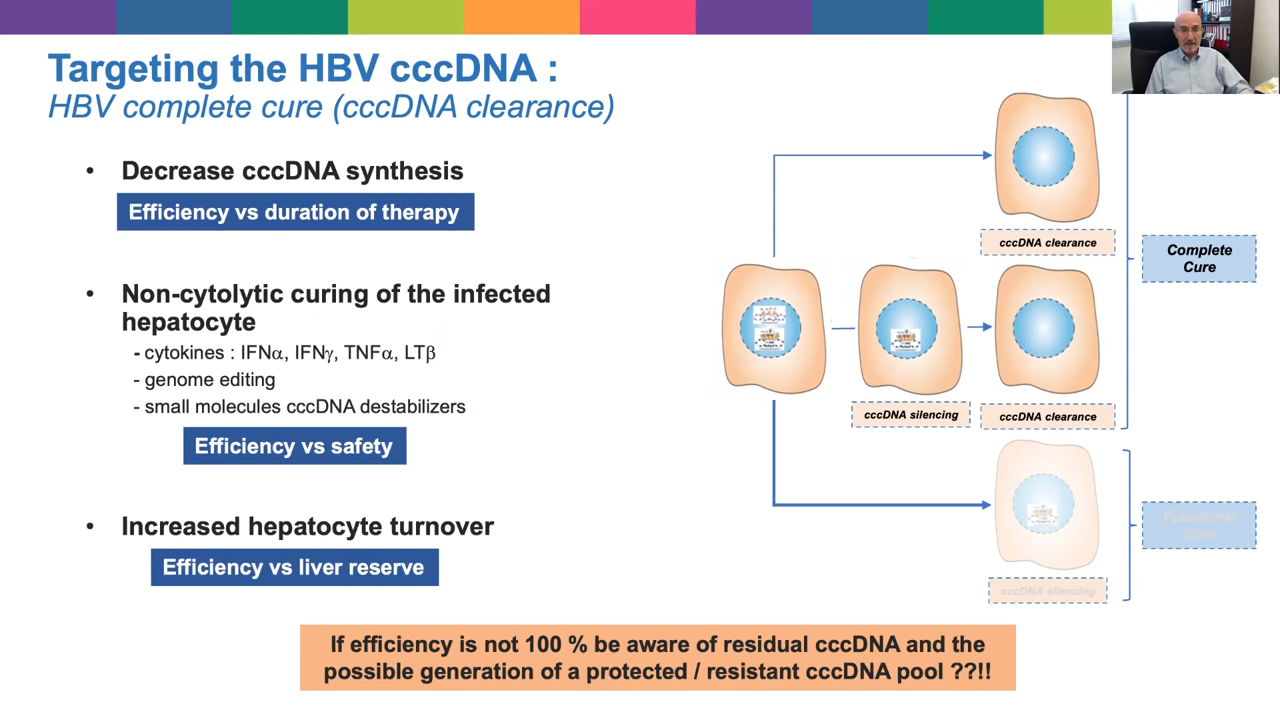 Targeting the HBV cccDNA :
HBV complete cure (cccDNA clearance)
• Decrease cccDNA synthesis
Efficiency vs duration of therapy
• Non-cytolytic curing of the infected
hepatocyte
- cytokines : IFNα, IFNγ, TNFα, LTβ
- genome editing
- small molecules cccDNA destabilizers
Efficiency vs safety
• Increased hepatocyte turnover
Efficiency vs liver reserve
cccDNA clearance
Complete
Cure
cccDNA silencing
cccDNA clearance
Functional
Cure
cccDNA silencing
If efficiency is not 100 % be aware of residual cccDNA and the
possible generation of a protected / resistant cccDNA pool ??!!